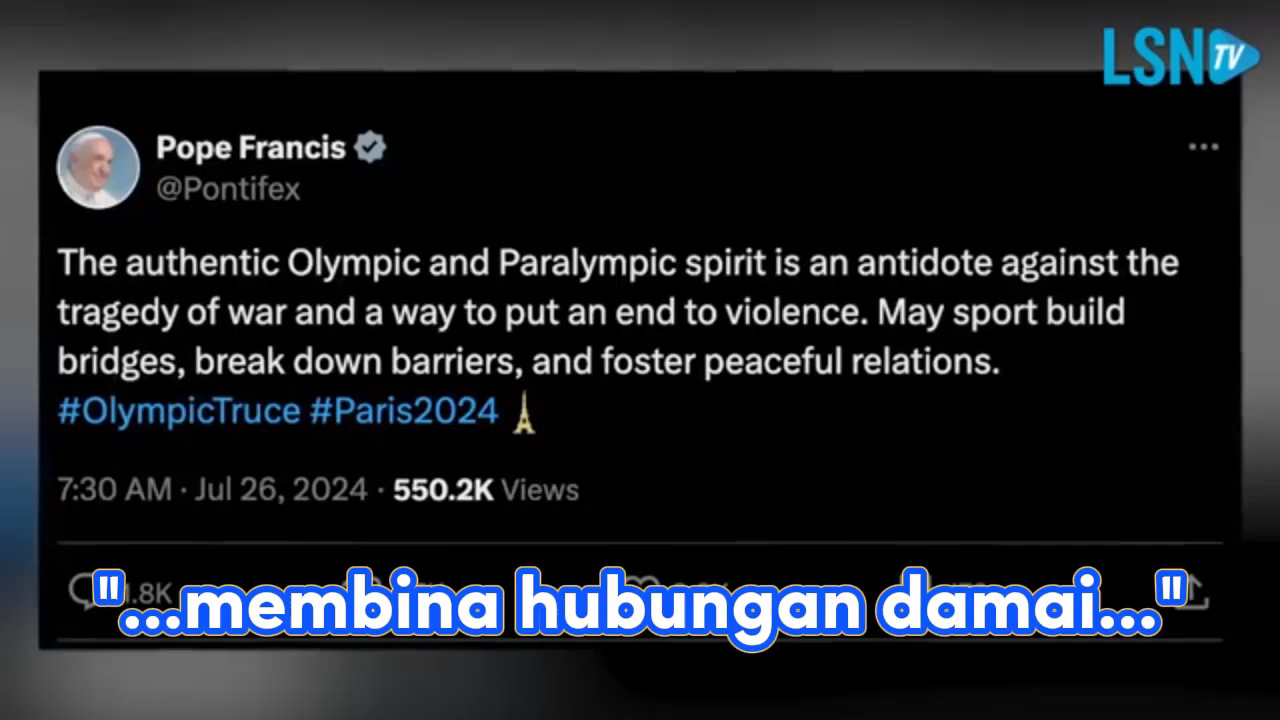 LSN TV
Pope Francis
@Pontifex
The authentic Olympic and Paralympic spirit is an antidote against the
tragedy of war and a way to put an end to violence. May sport build
bridges, break down barriers, and foster peaceful relations.
#OlympicTruce #Paris2024
7:30 AM · Jul 26, 2024 · 550.2K Views
"...membina hubungan damai..."